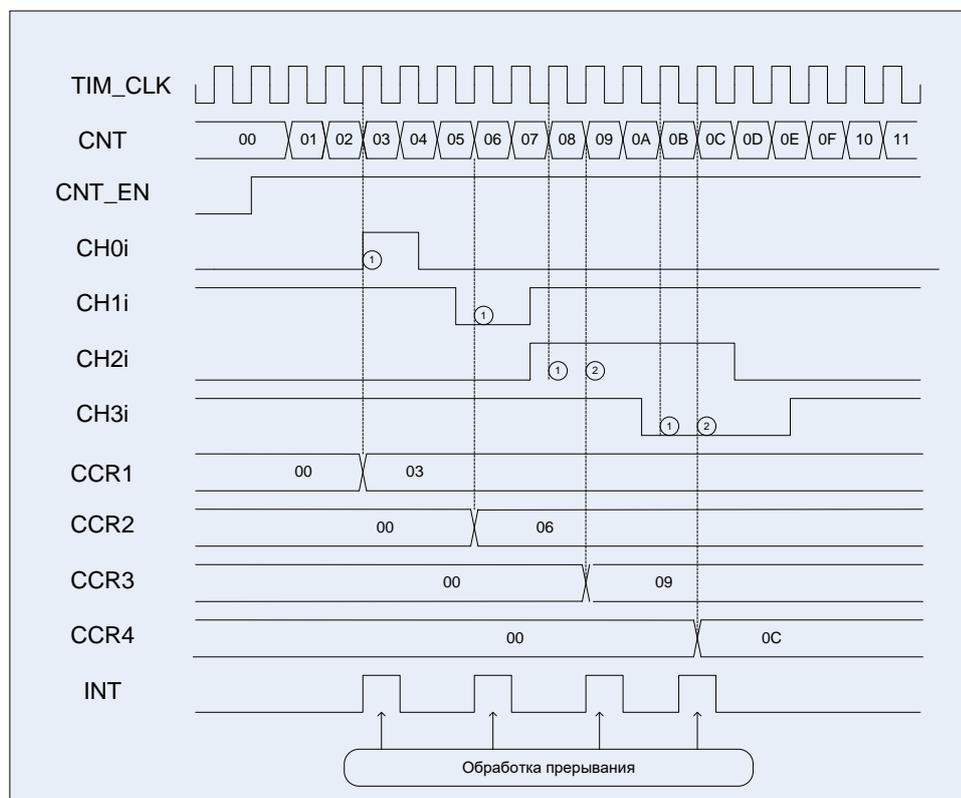 TIM_CLK
CNT 00 01 02 03 04 05 06 07 08 09 0A 0B 0C 0D 0E 0F 10 11
CNT_EN
CH0i 1
CH1i 1
CH2i 1 2
CH3i 1 2
CCR1 00 03
CCR2 00 06
CCR3 00 09
CCR4 00 0C
INT
Обработка прерывания